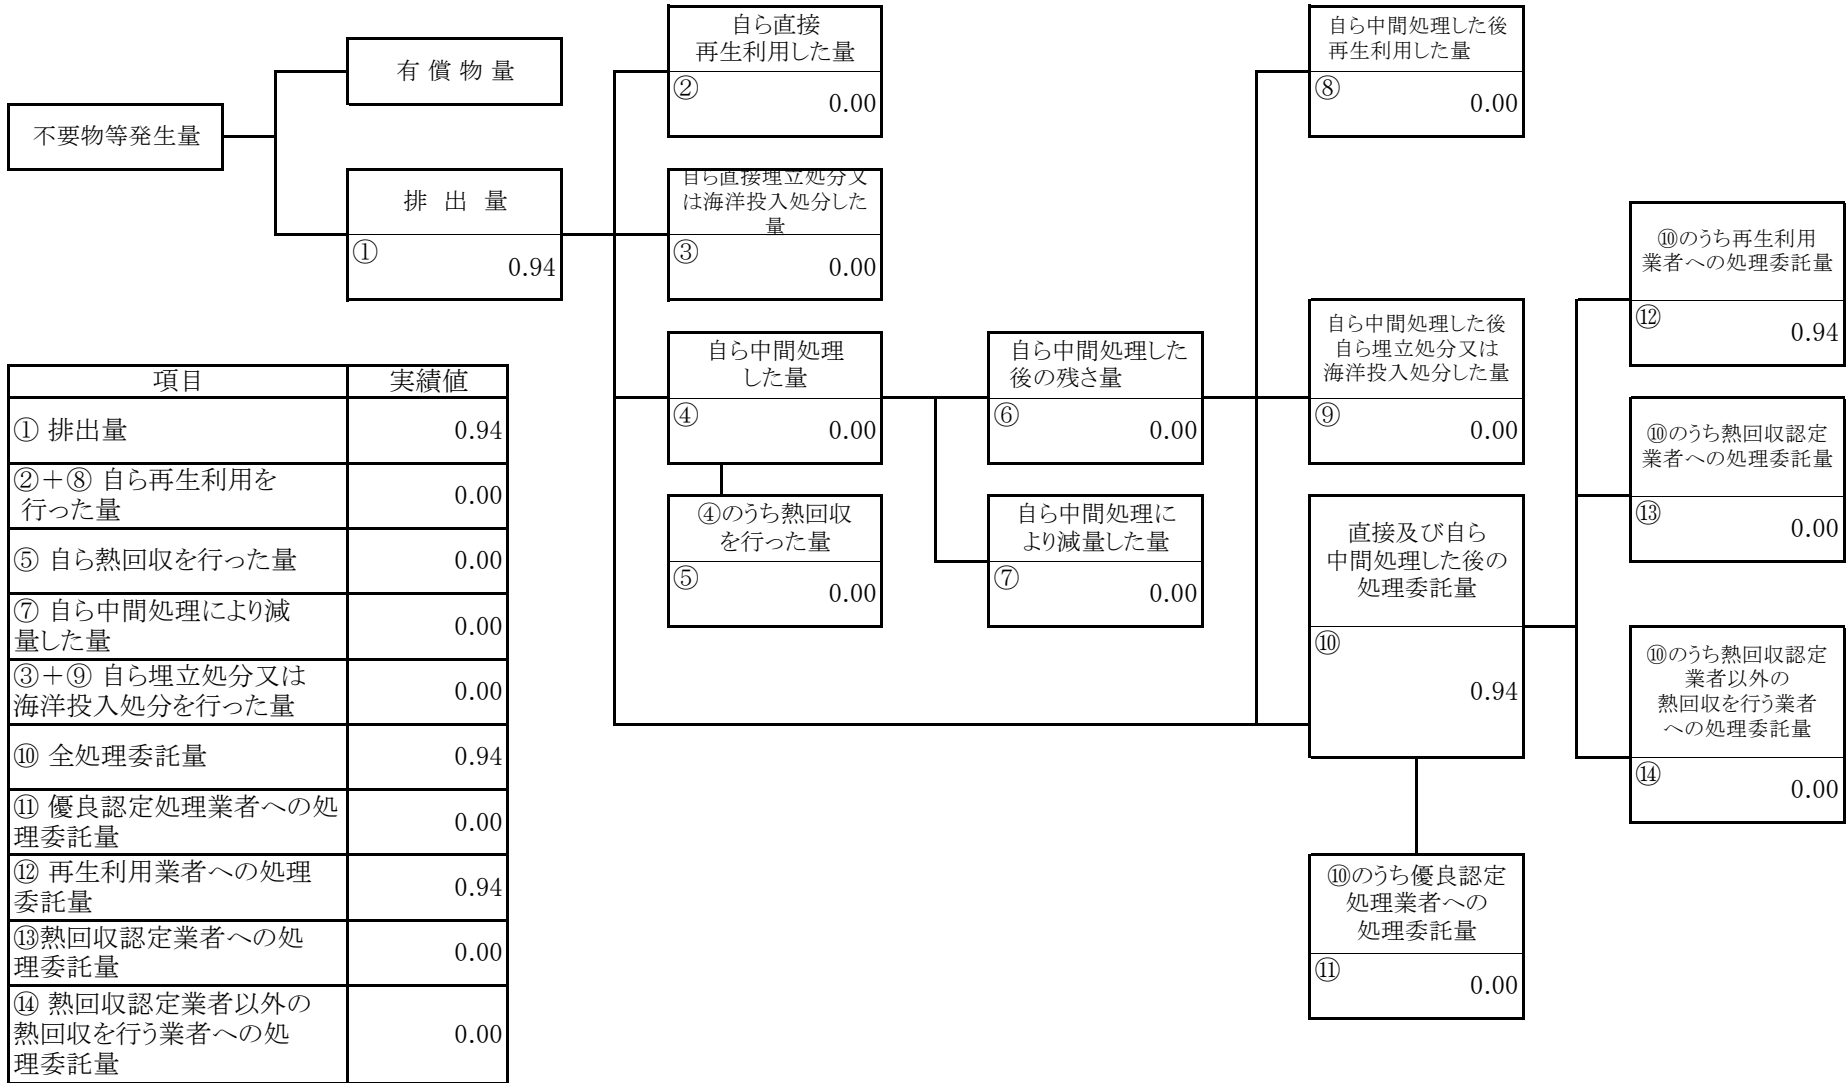 不要物等発生量
有償物量
排出量
①
0.94
自ら直接
再生利用した量
②
0.00
自ら直接埋立処分又
は海洋投入処分した
量
③
0.00
自ら中間処理
した量
④
0.00
④のうち熱回収
を行った量
⑤
0.00
自ら中間処理した
後の残さ量
⑥
0.00
自ら中間処理に
より減量した量
⑦
0.00
自ら中間処理した後
再生利用した量
⑧
0.00
自ら中間処理した後
自ら埋立処分又は
海洋投入処分した量
⑨
0.00
直接及び自ら
中間処理した後の
処理委託量
⑩
0.94
⑩のうち優良認定
処理業者への
処理委託量
⑪
0.00
⑩のうち再生利用
業者への処理委託量
⑫
0.94
⑩のうち熱回収認定
業者への処理委託量
⑬
0.00
⑩のうち熱回収認定
業者以外の
熱回収を行う業者
への処理委託量
⑭
0.00
項目 実績値
① 排出量 0.94
②＋⑧ 自ら再生利用を
行った量 0.00
⑤ 自ら熱回収を行った量 0.00
⑦ 自ら中間処理により減
量した量 0.00
③＋⑨ 自ら埋立処分又は
海洋投入処分を行った量 0.00
⑩ 全処理委託量 0.94
⑪ 優良認定処理業者への処
理委託量 0.00
⑫ 再生利用業者への処理
委託量 0.94
⑬熱回収認定業者への処
理委託量 0.00
⑭ 熱回収認定業者以外の
熱回収を行う業者への処
理委託量 0.00